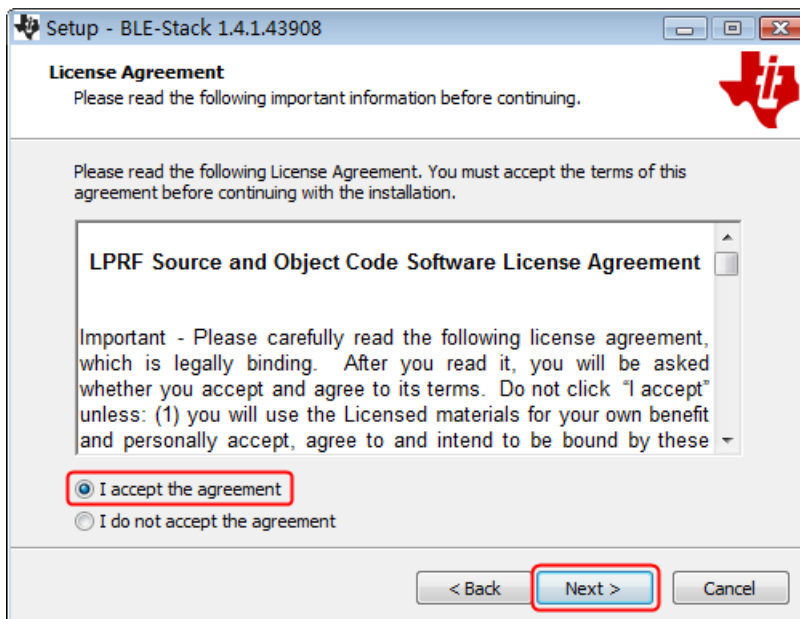 Setup - BLE-Stack 1.4.1.43908
License Agreement
Please read the following important information before continuing.
Please read the following License Agreement. You must accept the terms of this
agreement before continuing with the installation.
LPRF Source and Object Code Software License Agreement
Important - Please carefully read the following license agreement,
which is legally binding. After you read it, you will be asked
whether you accept and agree to its terms. Do not click “I accept”
unless: (1) you will use the Licensed materials for your own benefit
and personally accept, agree to and intend to be bound by these
I accept the agreement
I do not accept the agreement
< Back Next > Cancel